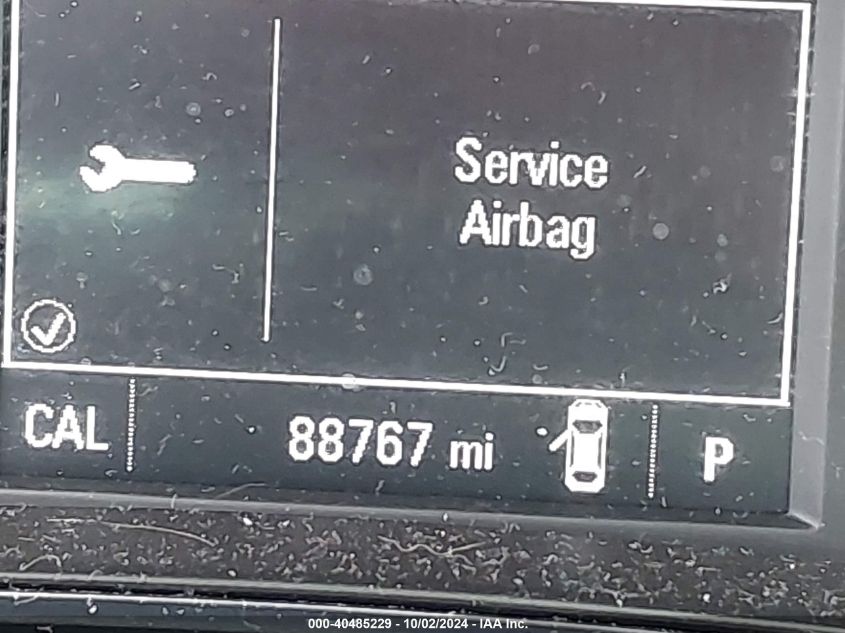 Service
Airbag
CAL 88767 mi P
000-40485229 - 10/02/2024 - IAA Inc.